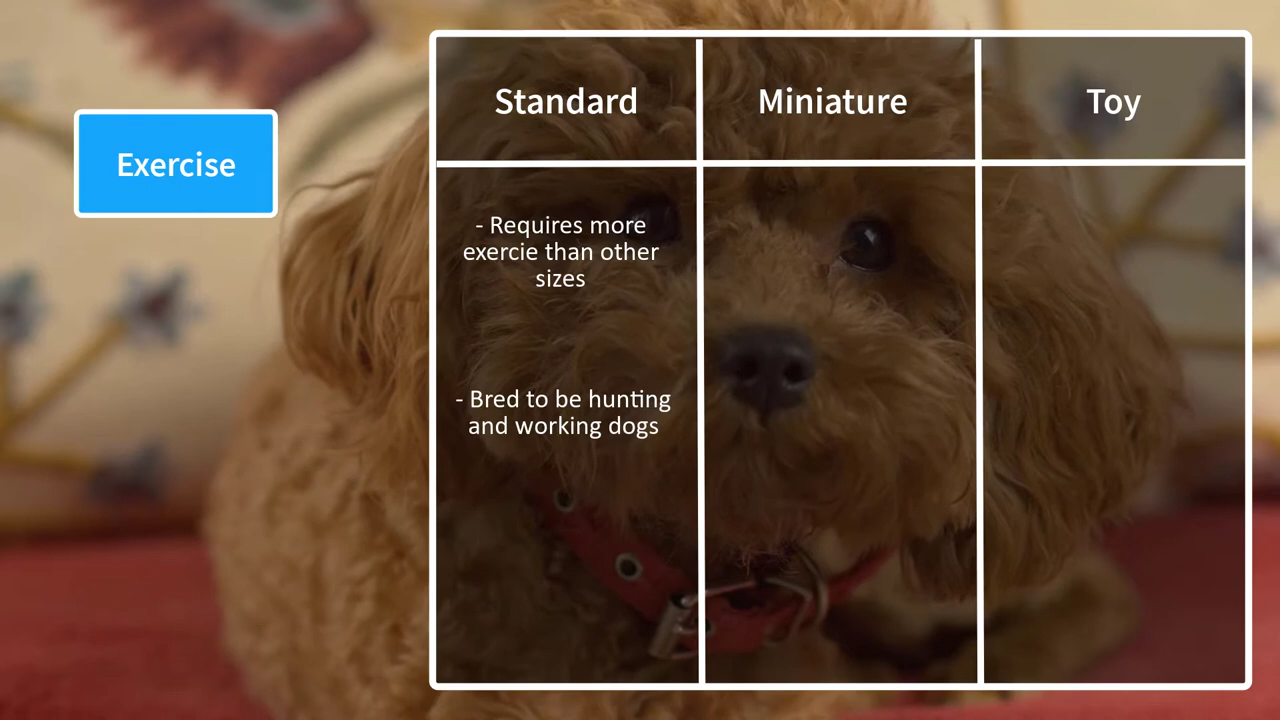 Exercise
Standard
Miniature
Toy
- Requires more
exercie than other
sizes
- Bred to be hunting
and working dogs